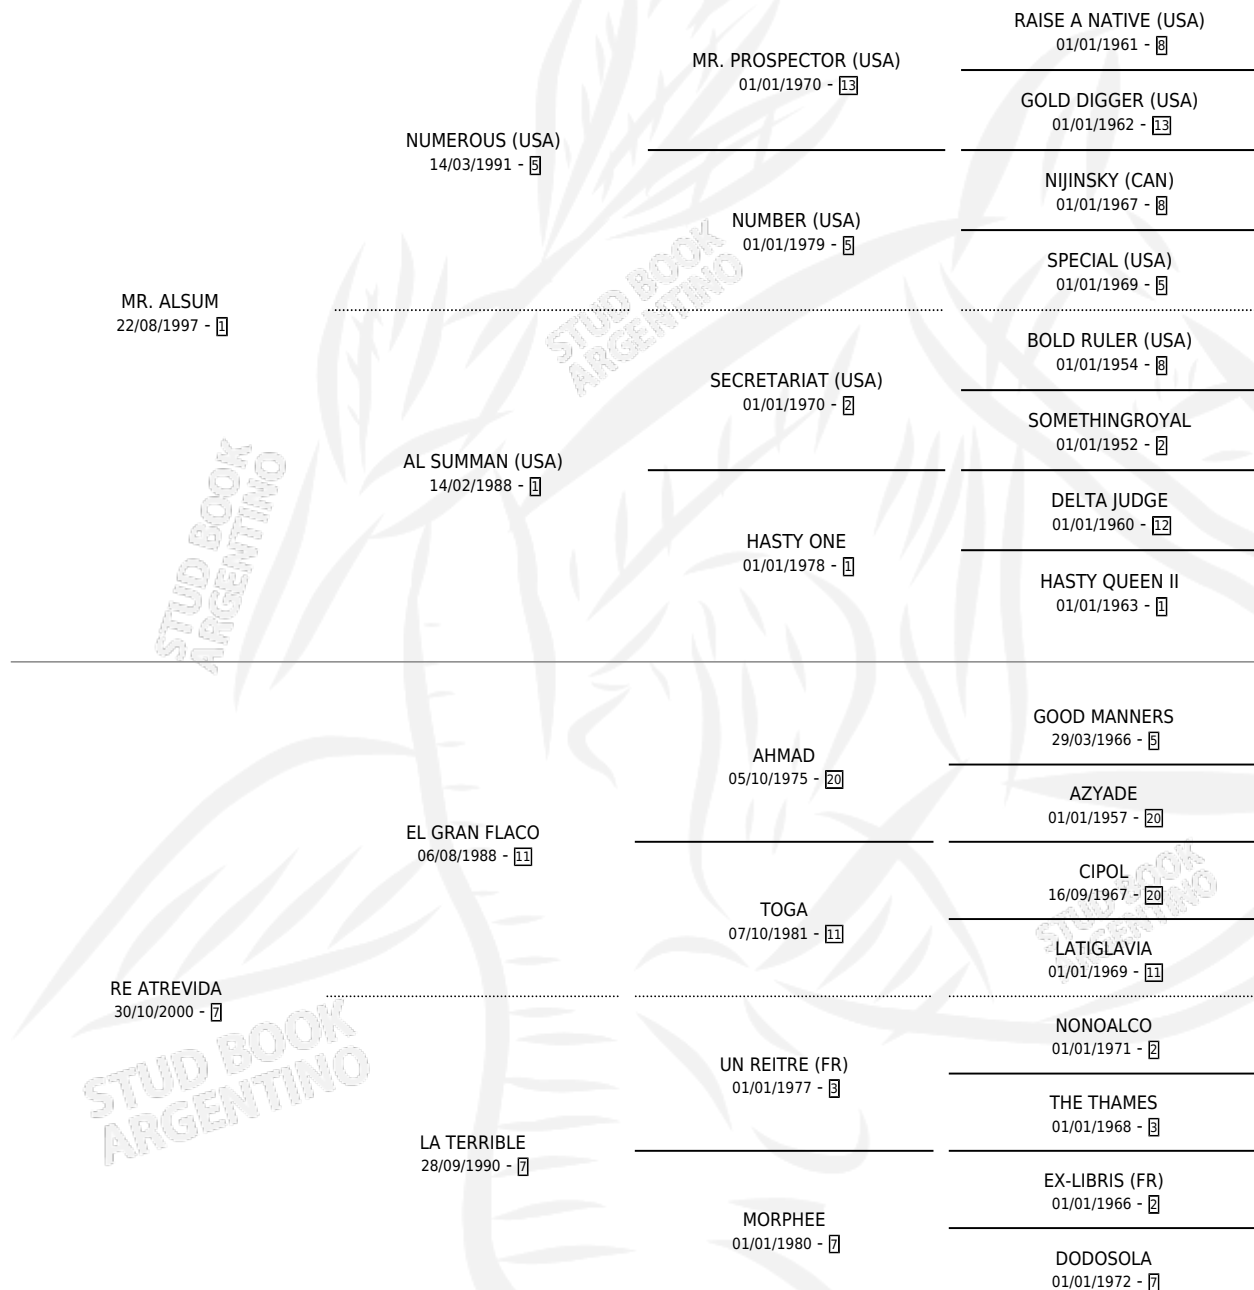 RAISE A NATIVE (USA)
01/01/1961 - 8
MR. PROSPECTOR (USA)
01/01/1970 - 13
GOLD DIGGER (USA)
01/01/1962 - 13
NUMEROUS (USA)
14/03/1991 - 5
NIJINSKY (CAN)
01/01/1967 - 8
NUMBER (USA)
01/01/1979 - 5
SPECIAL (USA)
01/01/1969 - 5
MR. ALSUM
22/08/1997 - 1
STUD BOOK
ARGENTINO
BOLD RULER (USA)
01/01/1954 - 8
SECRETARIAT (USA)
01/01/1970 - 2
SOMETHINGROYAL
01/01/1952 - 2
AL SUMMAN (USA)
14/02/1988 - 1
DELTA JUDGE
01/01/1960 - 12
HASTY ONE
01/01/1978 - 1
HASTY QUEEN II
01/01/1963 - 1
STUD BOOK
ARGENTINO
GOOD MANNERS
29/03/1966 - 5
AHMAD
05/10/1975 - 20
AZYADE
01/01/1957 - 20
EL GRAN FLACO
06/08/1988 - 11
CIPOL
16/09/1967 - 20
TOGA
07/10/1981 - 11
STUD BOOK
ARGENTINO
LATIGLAVIA
01/01/1969 - 11
RE ATREVIDA
30/10/2000 - 7
STUD BOOK
ARGENTINO
NONOALCO
01/01/1971 - 2
UN REITRE (FR)
01/01/1977 - 3
THE THAMES
01/01/1968 - 3
LA TERRIBLE
28/09/1990 - 7
EX-LIBRIS (FR)
01/01/1966 - 2
MORPHEE
01/01/1980 - 7
DODOSOLA
01/01/1972 - 7